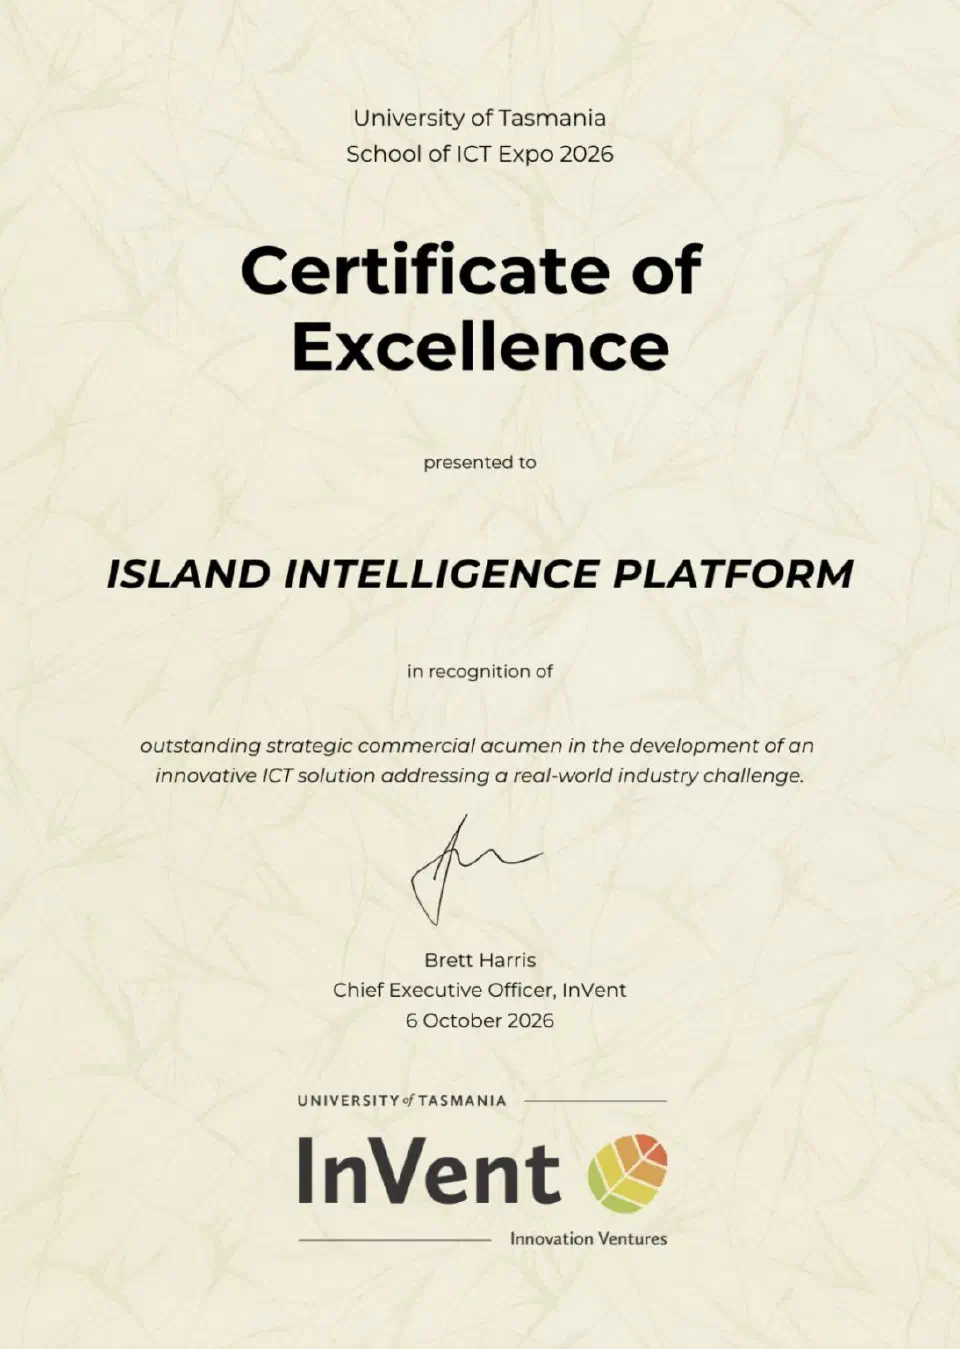 University of Tasmania
School of ICT Expo 2026
Certificate of
Excellence
presented to
ISLAND INTELLIGENCE PLATFORM
in recognition of
outstanding strategic commercial acumen in the development of an
innovative ICT solution addressing a real-world industry challenge.
Brett Harris
Chief Executive Officer, InVent
6 October 2026
UNIVERSITY of TASMANIA
InVent
Innovation Ventures